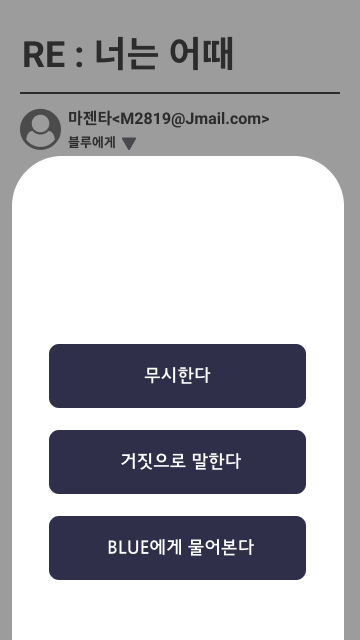 RE : 너는 어때
마젠타<M2819@Jmail.com>
블루에게 ▼
무시한다
거짓으로 말한다
BLUE에게 물어본다